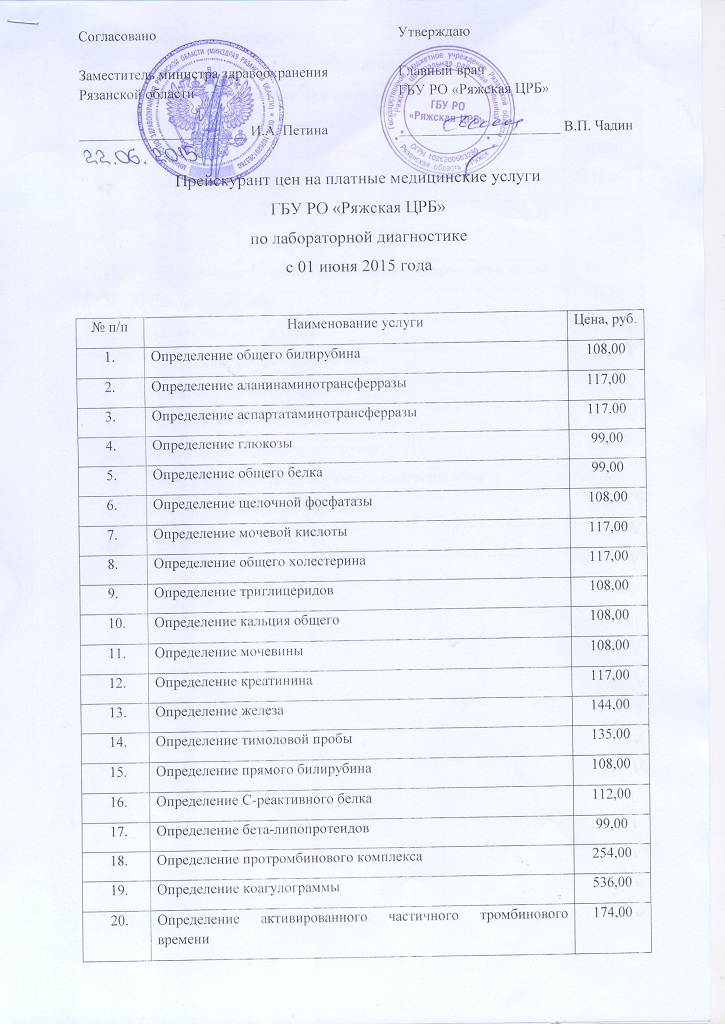 Согласовано
Утверждаю
Заместитель министра здравоохранения
Рязанской области
Главный врач
ГБУ РО «Ряжская ЦРБ»
И.А. Петина
В.П. Чадин
22.06.2015
ГБУ РО
«Ряжская ЦРБ»
Прейскурант цен на платные медицинские услуги
ГБУ РО «Ряжская ЦРБ»
по лабораторной диагностике
с 01 июня 2015 года
№ п/п Наименование услуги Цена, руб.
1. Определение общего билирубина 108,00
2. Определение аланинаминотрансферразы 117,00
3. Определение аспартатаминотрансферразы 117,00
4. Определение глюкозы 99,00
5. Определение общего белка 99,00
6. Определение щелочной фосфатазы 108,00
7. Определение мочевой кислоты 117,00
8. Определение общего холестерина 117,00
9. Определение триглицеридов 108,00
10. Определение кальция общего 108,00
11. Определение мочевины 108,00
12. Определение креатинина 117,00
13. Определение железа 144,00
14. Определение тимоловой пробы 135,00
15. Определение прямого билирубина 108,00
16. Определение С-реактивного белка 112,00
17. Определение бета-липопротеидов 99,00
18. Определение протромбинового комплекса 254,00
19. Определение коагулограммы 536,00
20. Определение активированного частичного тромбинового 174,00
времени